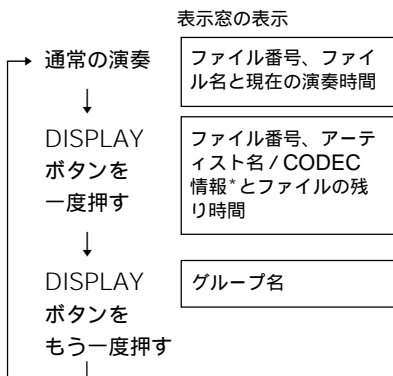 表示窓の表示
通常の演奏
ファイル番号、ファイ
ル名と現在の演奏時間
DISPLAY
ボタンを
一度押す
ファイル番号、アーテ
ィスト名 / CODEC
情報*とファイルの残
り時間
DISPLAY
ボタンを
もう一度押す
グループ名